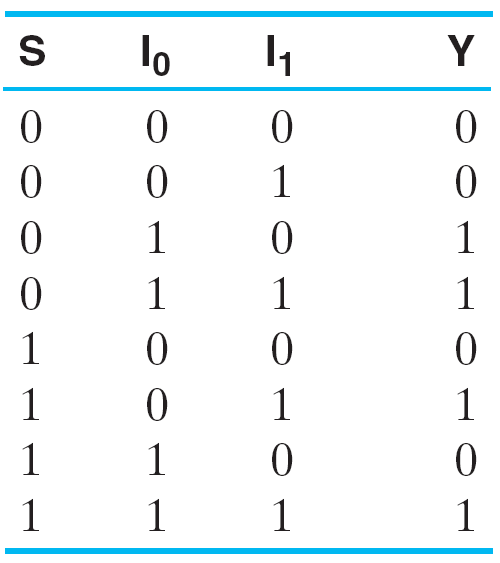 S I₀ I₁ Y
0 0 0 0
0 0 1 0
0 1 0 1
0 1 1 1
1 0 0 0
1 0 1 1
1 1 0 0
1 1 1 1